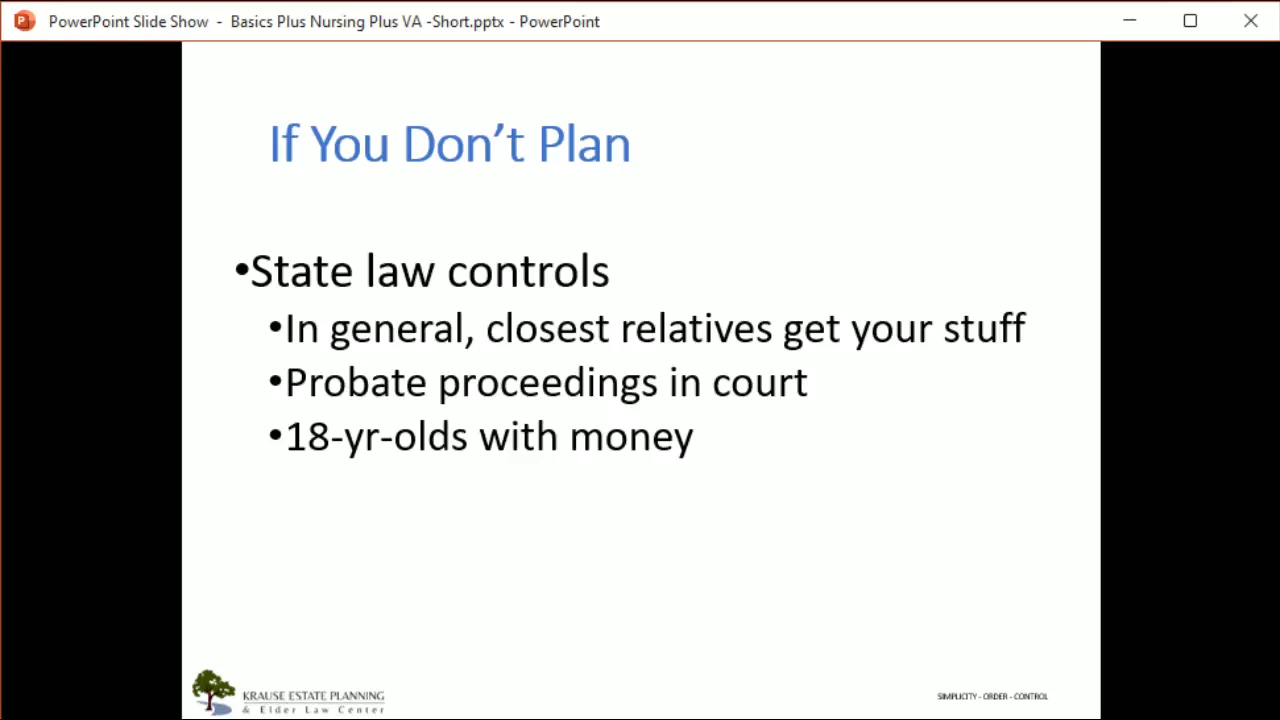 PowerPoint Slide Show - Basics Plus Nursing Plus VA -Short.pptx - PowerPoint
If You Don't Plan
•State law controls
•In general, closest relatives get your stuff
•Probate proceedings in court
•18-yr-olds with money
KRAUSE ESTATE PLANNING
& Elder Law Center
SIMPLICITY - ORDER - CONTROL